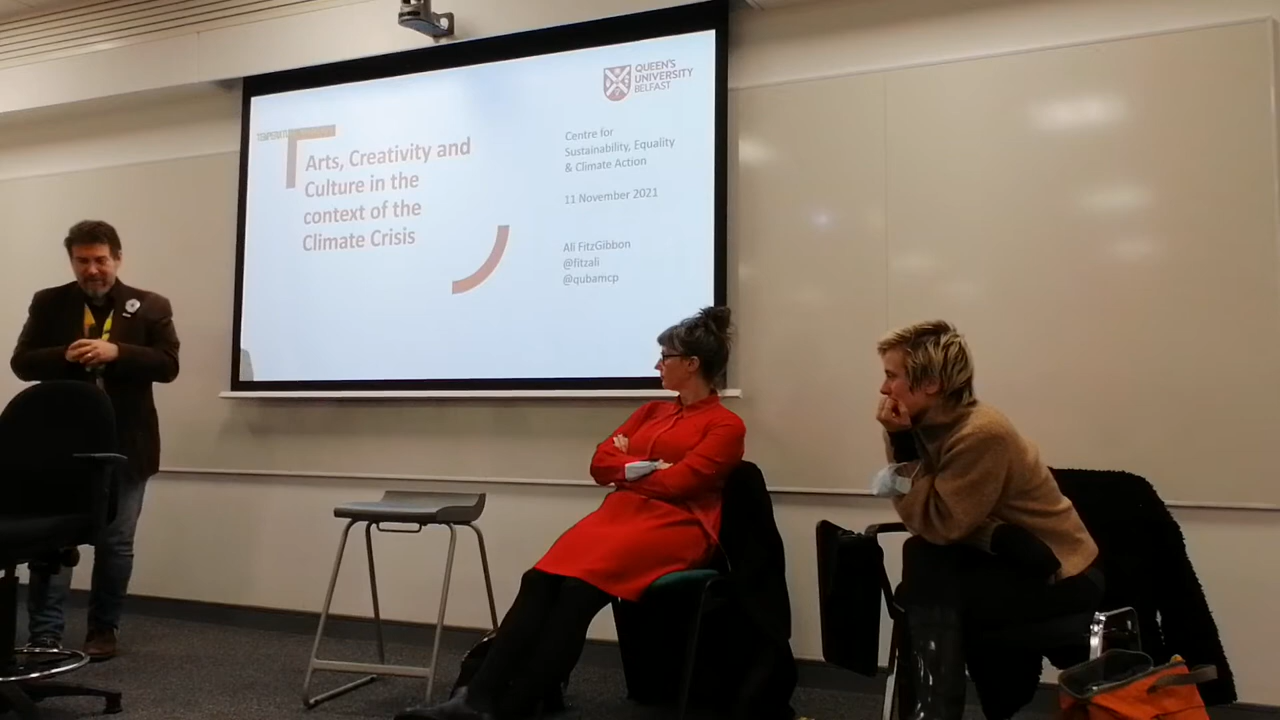 QUEEN'S
UNIVERSITY
BELFAST
Arts, Creativity and
Culture in the
context of the
Climate Crisis
Centre for
Sustainability, Equality
& Climate Action
11 November 2021
Ali FitzGibbon
@fitzali
@qubamcp